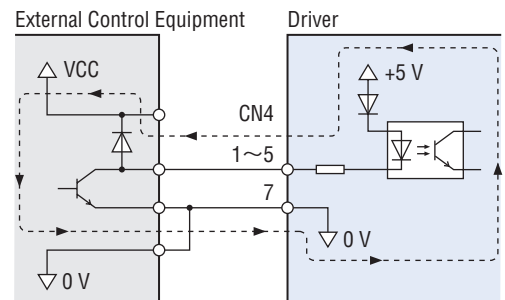 External Control Equipment
Driver
VCC
+5 V
CN4
1～5
7
0 V
0 V